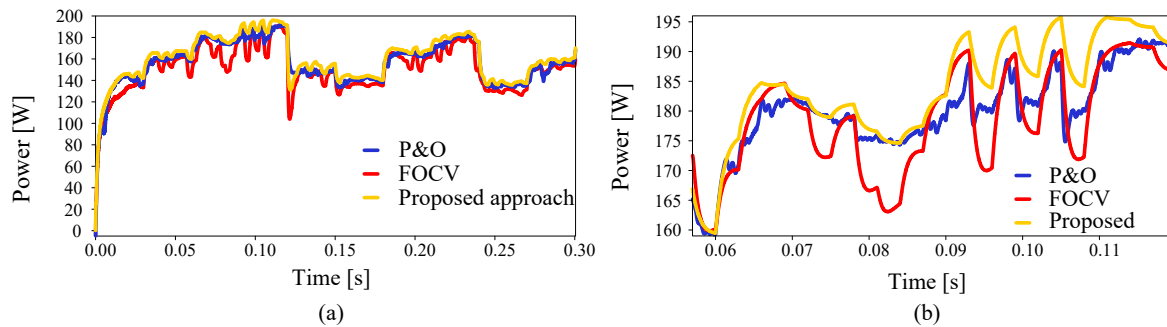 200
180
160
140
120
100
80
60
40
20
0
Power [W]
P&O
FOCV
Proposed approach
0.00 0.05 0.10 0.15 0.20 0.25 0.30
Time [s]
(a)
195
190
185
180
175
170
165
160
Power [W]
P&O
FOCV
Proposed
0.06 0.07 0.08 0.09 0.10 0.11
Time [s]
(b)